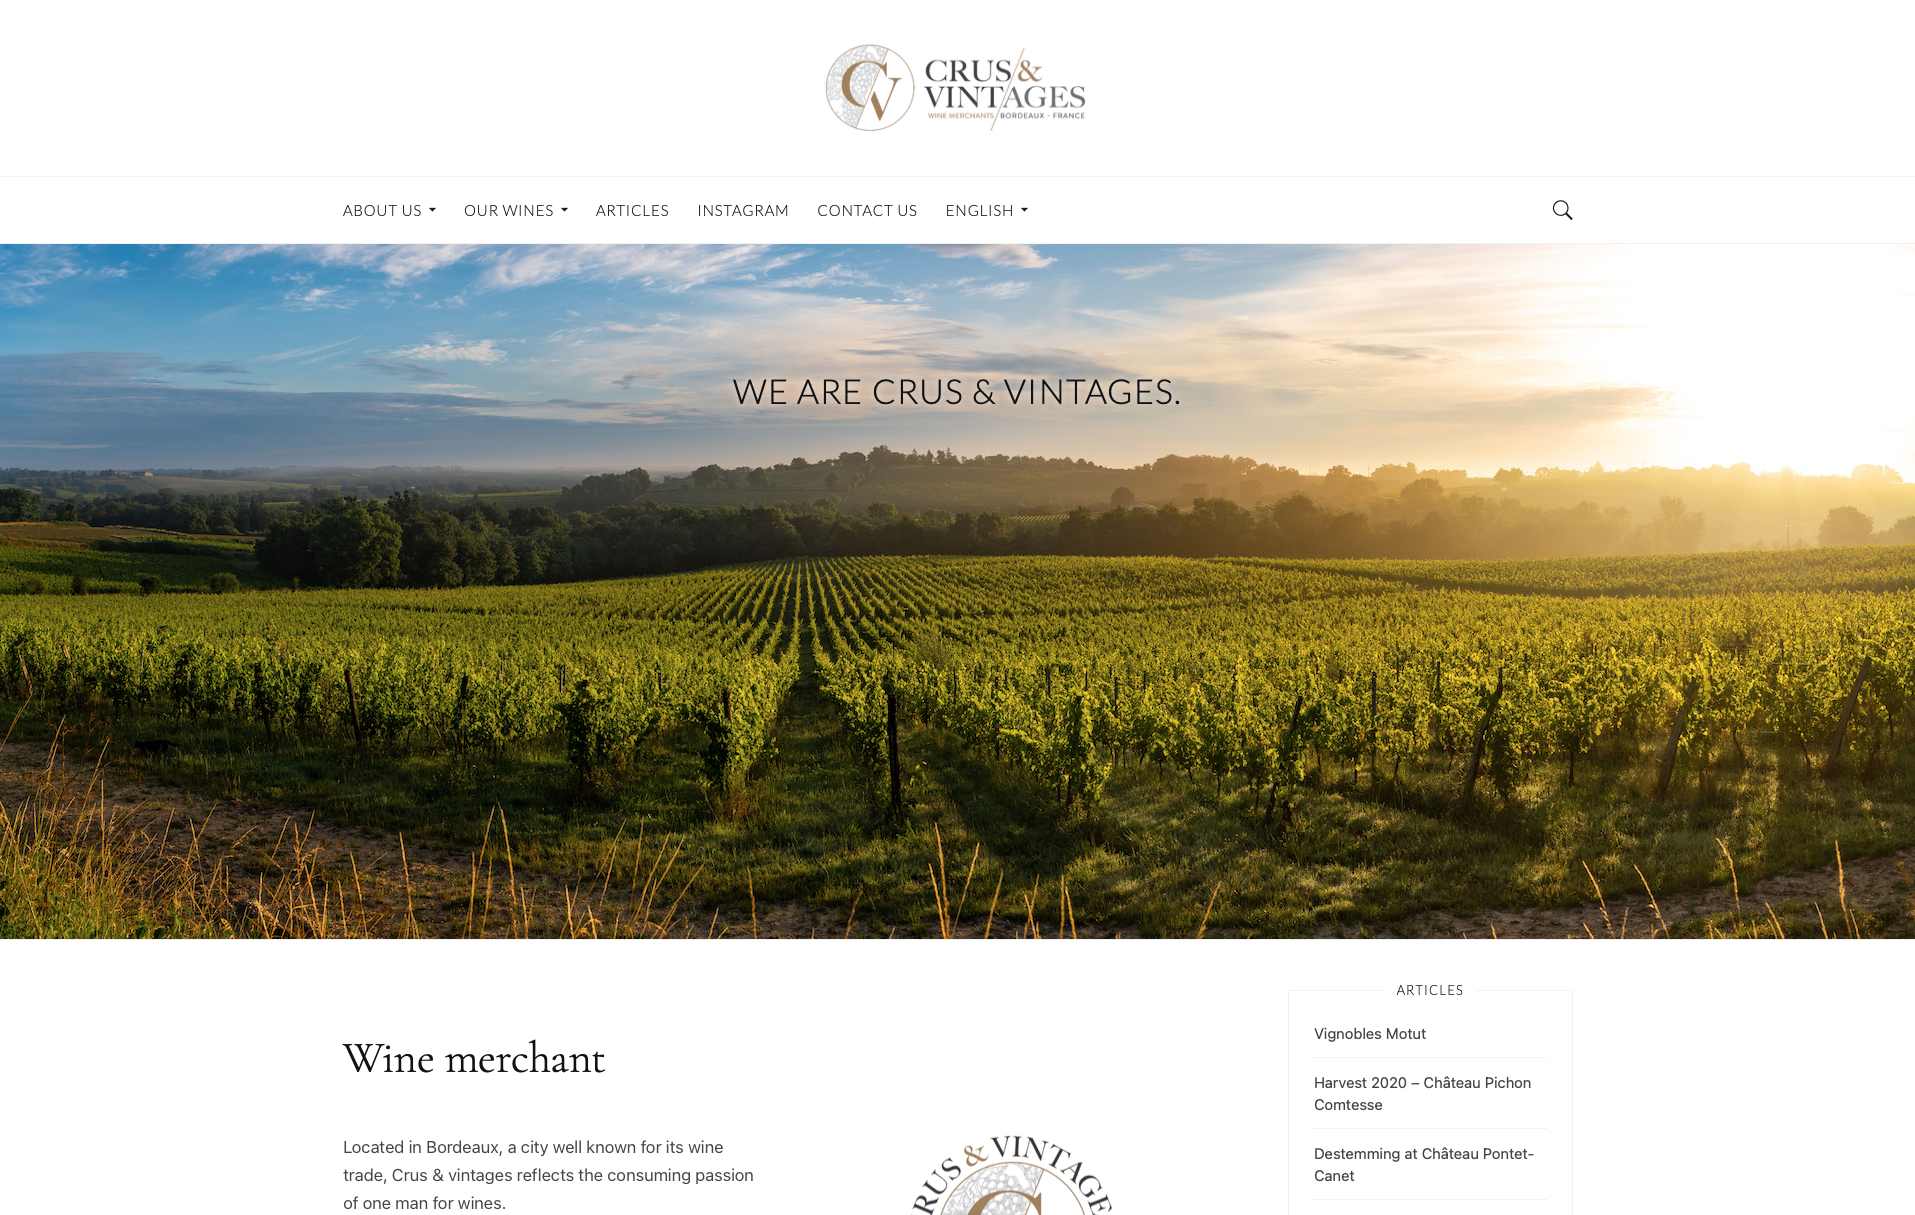 CV
CRUS &
VINTAGES
WINE MERCHANTS BORDEAUX - FRANCE
ABOUT US OUR WINES ARTICLES INSTAGRAM CONTACT US ENGLISH
WE ARE CRUS & VINTAGES.
Wine merchant
Located in Bordeaux, a city well known for its wine
trade, Crus & vintages reflects the consuming passion
of one man for wines.
RUS & VINTAGE
ARTICLES
Vignobles Motut
Harvest 2020 – Château Pichon
Comtesse
Destemming at Château Pontet-
Canet